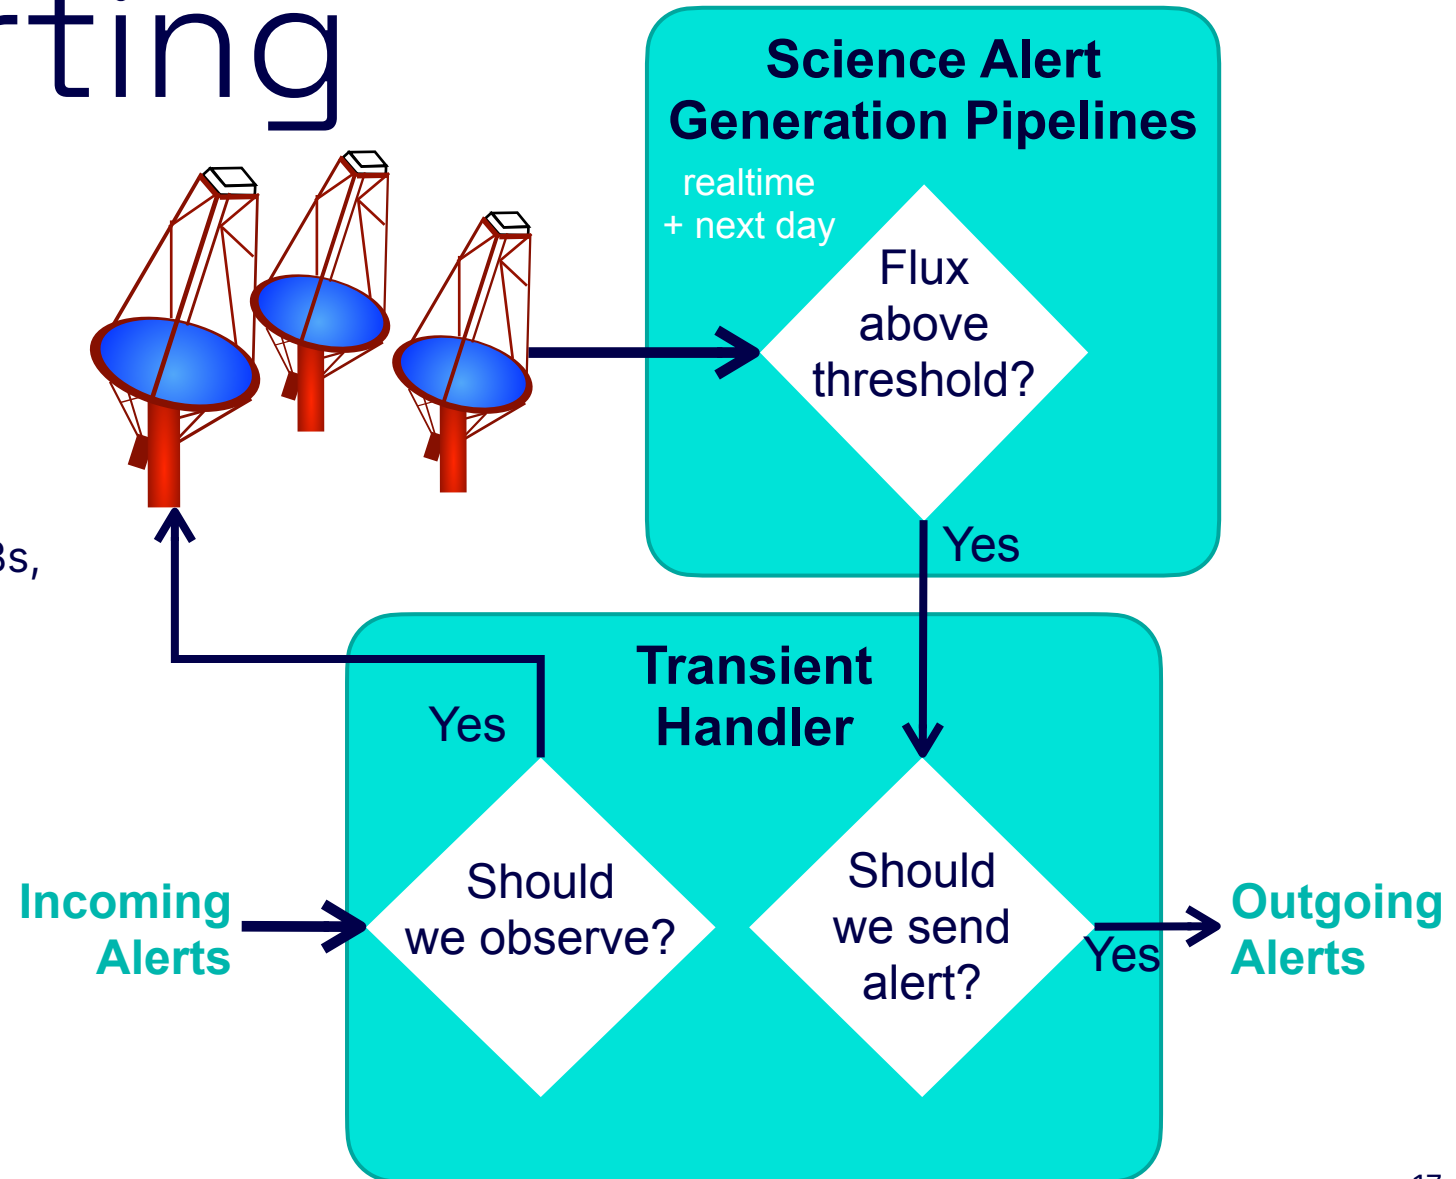 rting
Science Alert
Generation Pipelines
realtime
+ next day
Flux
above
threshold?
Yes
Bs,
Transient
Handler
Yes
Should
we observe?
Should
we send
alert?
Incoming
Alerts
Yes
Outgoing
Alerts
17